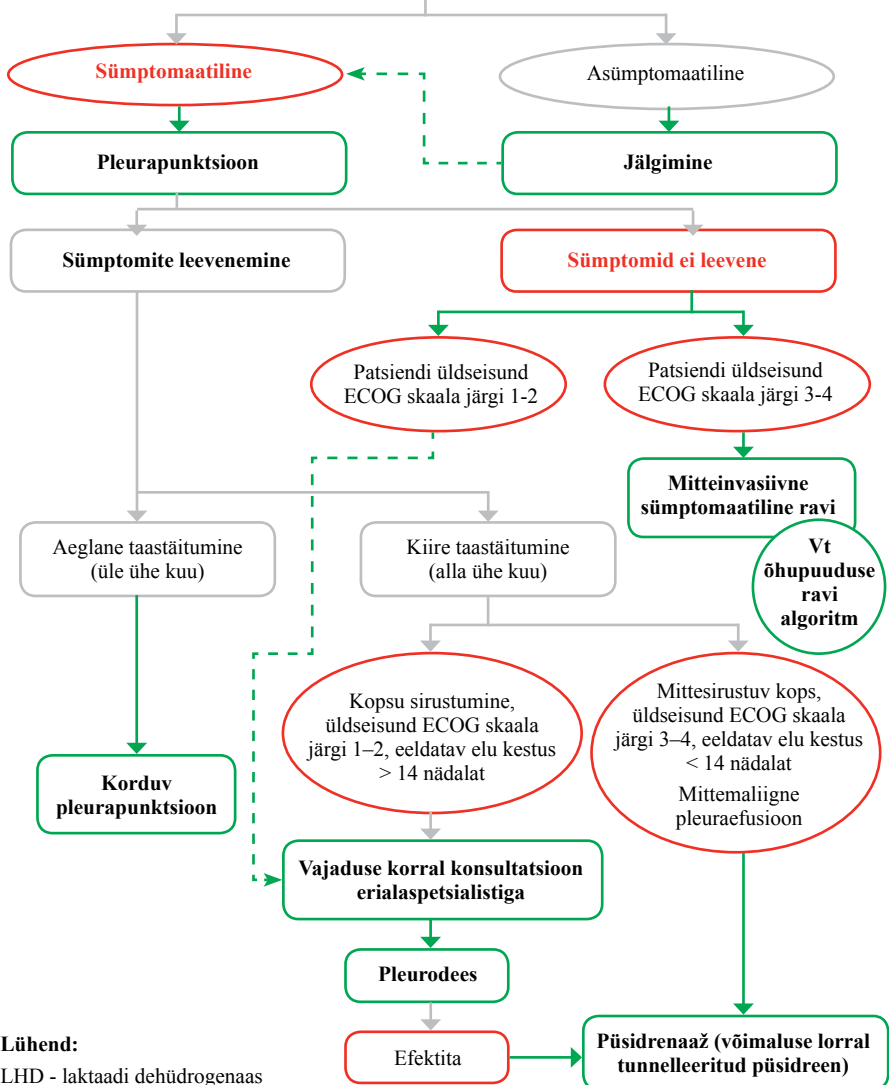 Sümptomaatiline
Asümptomaatiline
Pleurapunktsioon
Jälgimine
Sümptomite leevenemine
Sümptomid ei leevene
Patsiendi üldseisund
ECOG skaala järgi 1-2
Patsiendi üldseisund
ECOG skaala järgi 3-4
Mitteinvasiivne
sümptomaatiline ravi
Vt
õhupuuduse
ravi
algoritm
Aeglane taastäitumine
(üle ühe kuu)
Kiire taastäitumine
(alla ühe kuu)
Kopsu sirustumine,
üldseisund ECOG skaala
järgi 1–2, eeldatav elu kestus
> 14 nädalat
Mittesirustuv kops,
üldseisund ECOG skaala
järgi 3–4, eeldatav elu kestus
< 14 nädalat
Mittemaliigne
pleuraefusioon
Korduv
pleurapunktsioon
Vajaduse korral konsultatsioon
erialaspetsialistiga
Pleurodees
Efektita
Püsidrenaaž (võimaluse lorral
tunnelleeritud püsidreen)
Lühend:
LHD - laktaadi dehüdrogenaas